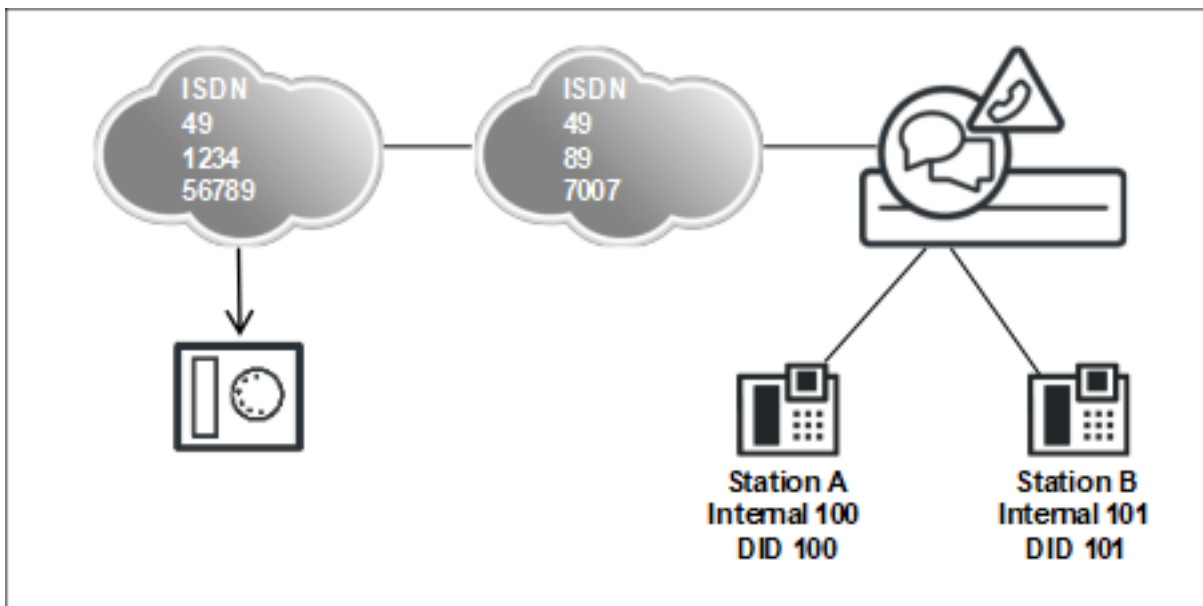 ISDN
49
1234
56789
ISDN
49
89
7007
Station A
Internal 100
DID 100
Station B
Internal 101
DID 101